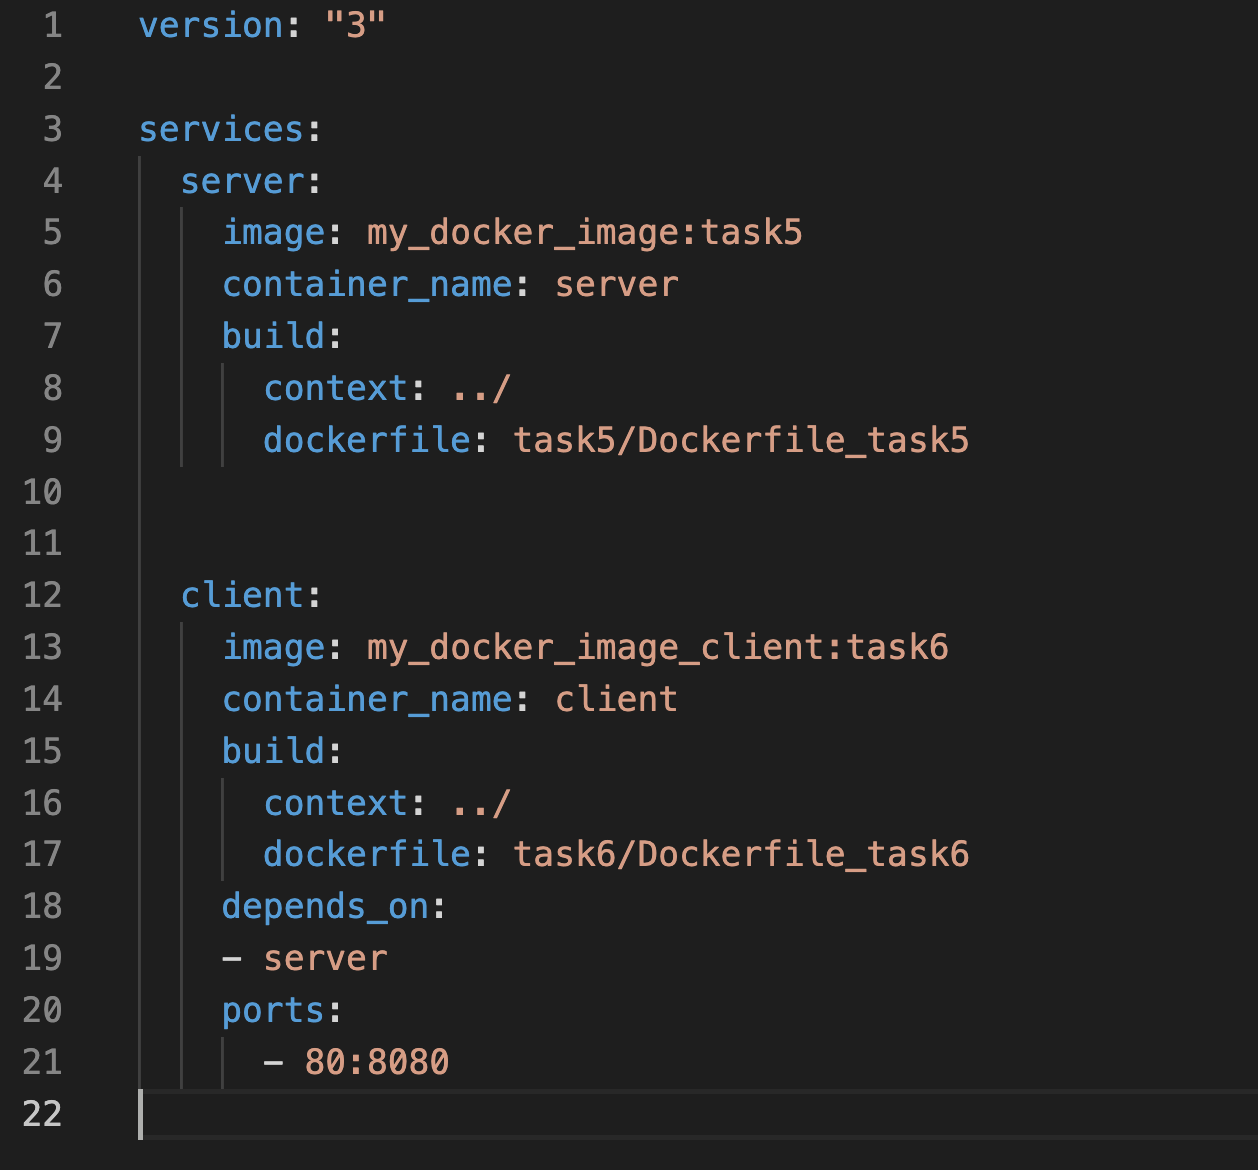 1 version: "3"
2
3 services:
4   server:
5     image: my_docker_image:task5
6     container_name: server
7     build:
8       context: ../
9       dockerfile: task5/Dockerfile_task5
10
11
12   client:
13     image: my_docker_image_client:task6
14     container_name: client
15     build:
16       context: ../
17       dockerfile: task6/Dockerfile_task6
18     depends_on:
19     - server
20     ports:
21       - 80:8080
22